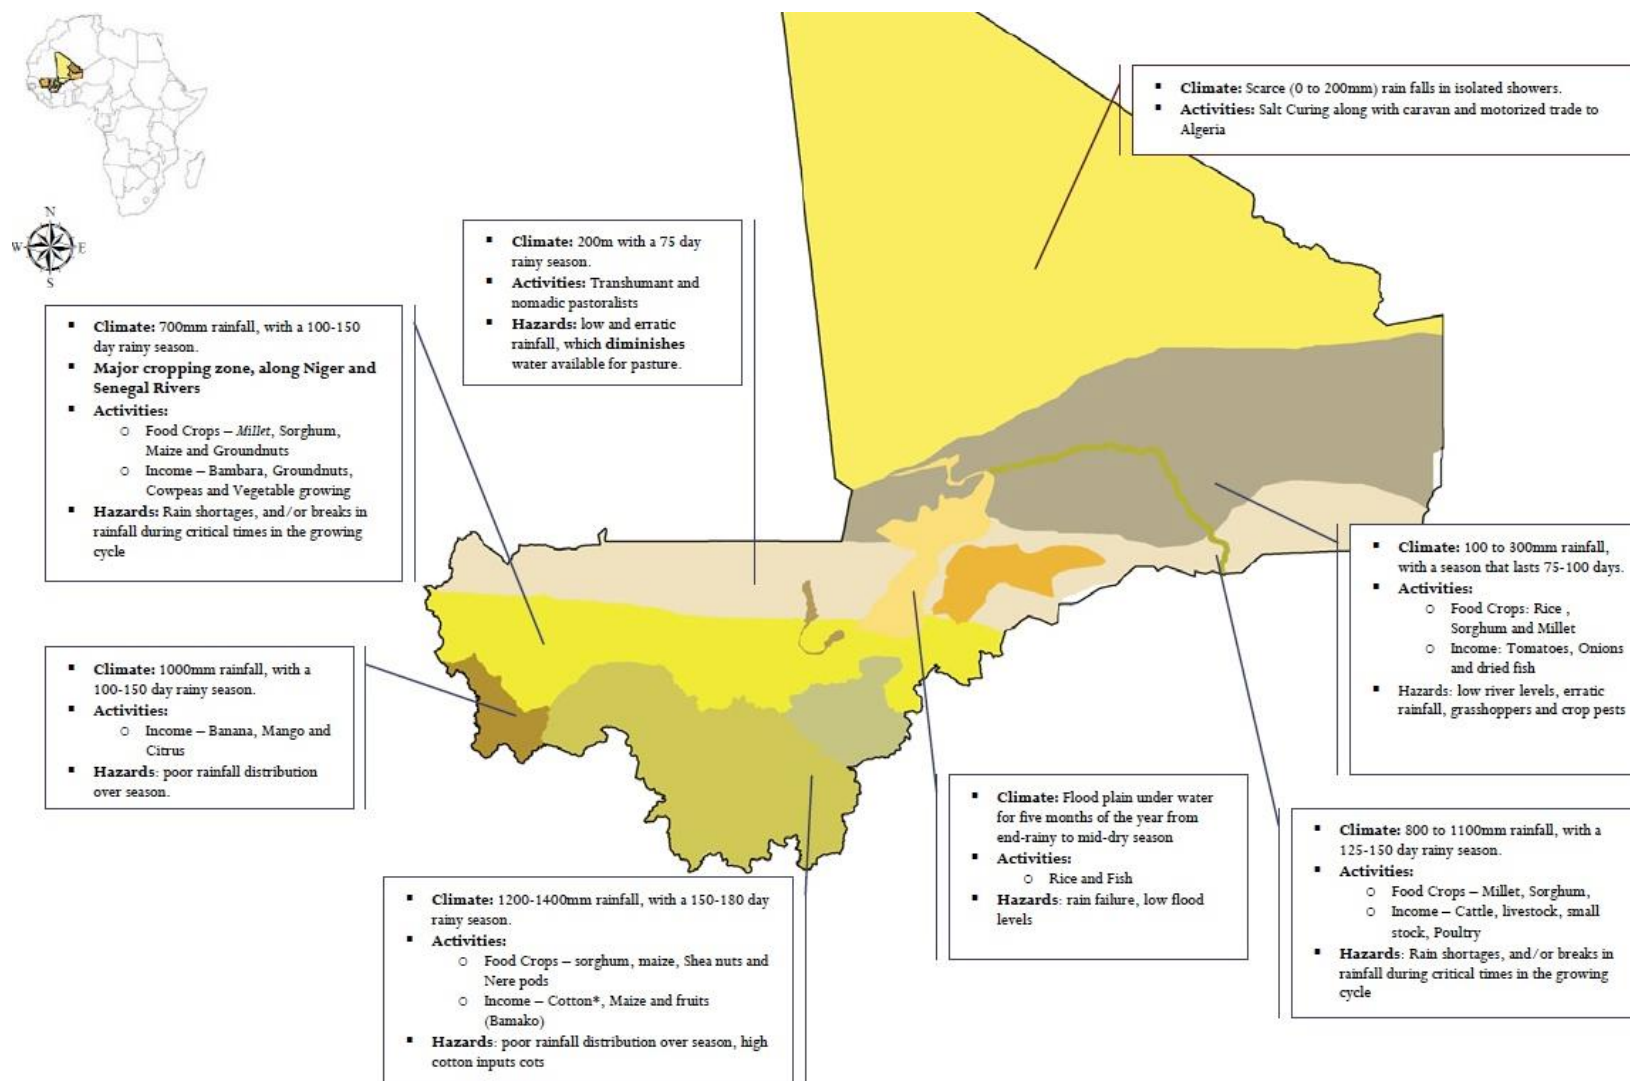 N
W E
S
▪ Climate: Scarce (0 to 200mm) rain falls in isolated showers.
▪ Activities: Salt Curing along with caravan and motorized trade to
Algeria
▪ Climate: 200m with a 75 day
rainy season.
▪ Activities: Transhumant and
nomadic pastoralists
▪ Hazards: low and erratic
rainfall, which diminishes
water available for pasture.
▪ Climate: 700mm rainfall, with a 100-150
day rainy season.
▪ Major cropping zone, along Niger and
Senegal Rivers
▪ Activities:
o Food Crops – Millet, Sorghum,
Maize and Groundnuts
o Income – Bambara, Groundnuts,
Cowpeas and Vegetable growing
▪ Hazards: Rain shortages, and/or breaks in
rainfall during critical times in the growing
cycle
▪ Climate: 1000mm rainfall, with a
100-150 day rainy season.
▪ Activities:
o Income – Banana, Mango and
Citrus
▪ Hazards: poor rainfall distribution
over season.
▪ Climate: 1200-1400mm rainfall, with a 150-180 day
rainy season.
▪ Activities:
o Food Crops – sorghum, maize, Shea nuts and
Nere pods
o Income – Cotton*, Maize and fruits
(Bamako)
▪ Hazards: poor rainfall distribution over season, high
cotton inputs cots
▪ Climate: Flood plain under water
for five months of the year from
end-rainy to mid-dry season
▪ Activities:
o Rice and Fish
▪ Hazards: rain failure, low flood
levels
▪ Climate: 100 to 300mm rainfall,
with a season that lasts 75-100 days.
▪ Activities:
o Food Crops: Rice ,
Sorghum and Millet
o Income: Tomatoes, Onions
and dried fish
▪ Hazards: low river levels, erratic
rainfall, grasshoppers and crop pests
▪ Climate: 800 to 1100mm rainfall, with a
125-150 day rainy season.
▪ Activities:
o Food Crops – Millet, Sorghum,
o Income – Cattle, livestock, small
stock, Poultry
▪ Hazards: Rain shortages, and/or breaks in
rainfall during critical times in the growing
cycle